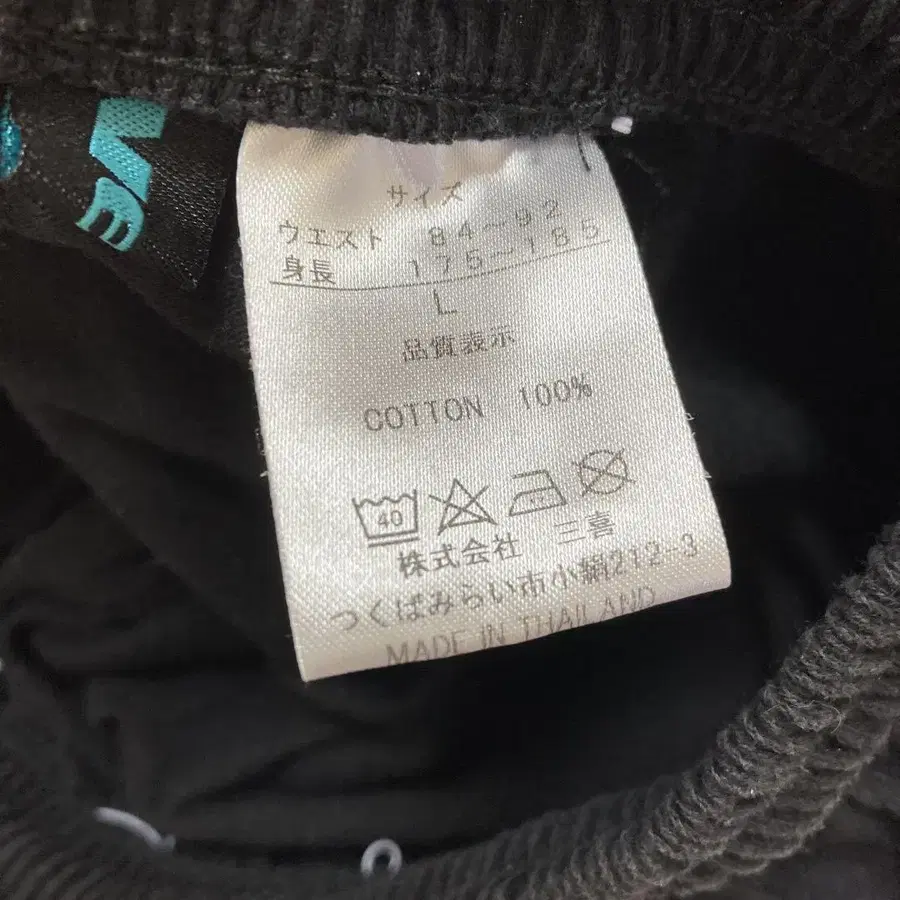 サイズ
ウエスト 84～92
身長 175～185
L
品質表示
COTTON 100%
40
株式会社 三喜
つくばみらい市小絹212-3
MADE IN THAILAND